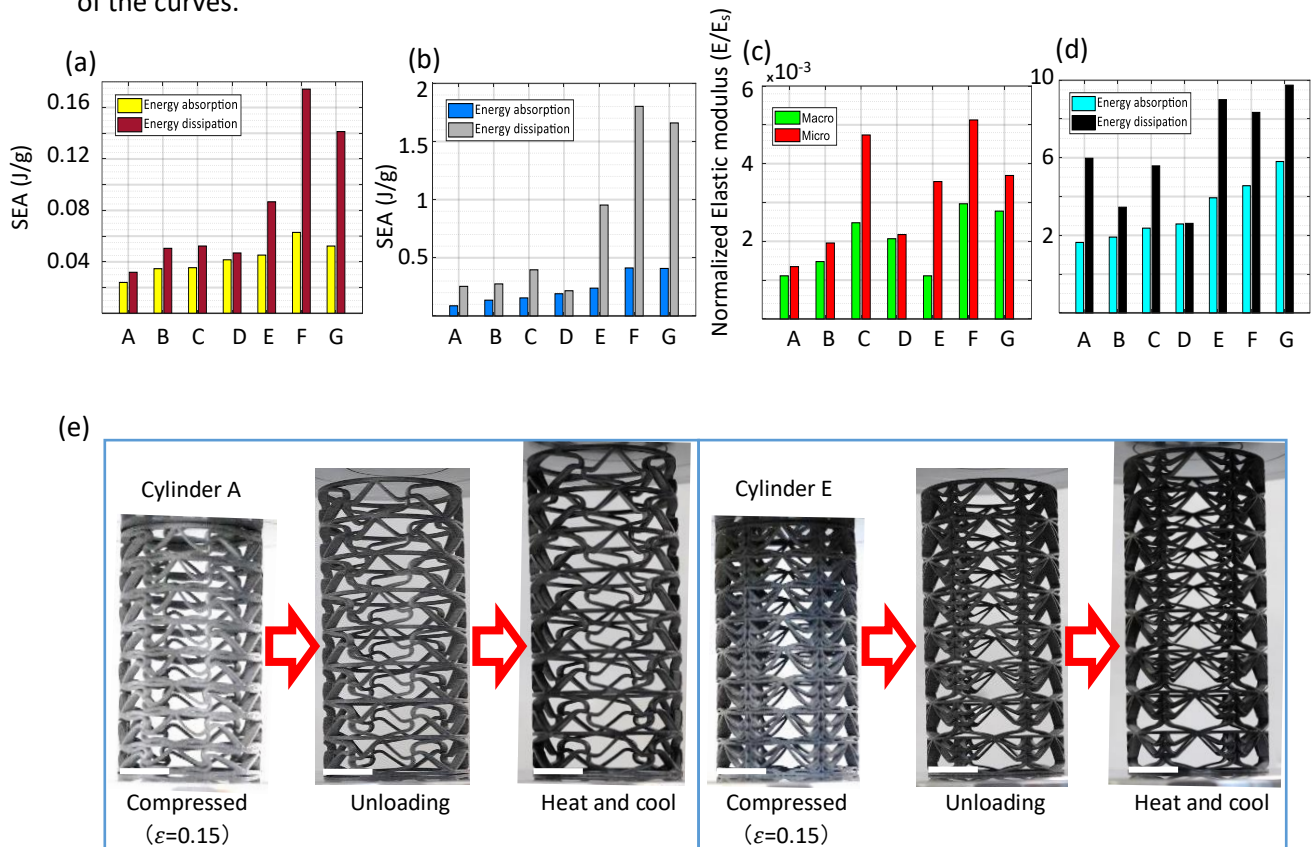 of the curves.
(a)
SEA (J/g)
0.16
0.12
0.08
0.04
Energy absorption
Energy dissipation
A B C D E F G
(b)
SEA (J/g)
2
1.5
1
0.5
Energy absorption
Energy dissipation
A B C D E F G
(c)
Normalized Elastic modulus (E/Es)
×10⁻³
6
4
2
Macro
Micro
A B C D E F G
(d)
10
6
2
Energy absorption
Energy dissipation
A B C D E F G
(e)
Cylinder A
Compressed
(ε=0.15)
Unloading
Heat and cool
Cylinder E
Compressed
(ε=0.15)
Unloading
Heat and cool